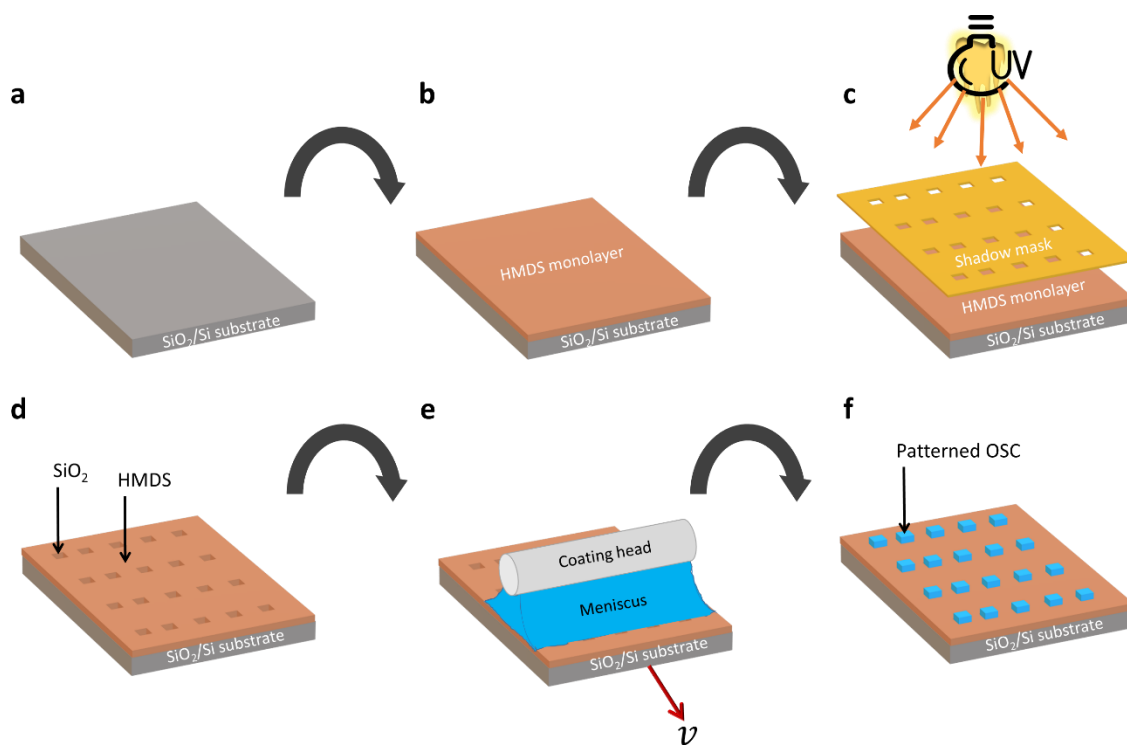 UV
a
b
c
HMDS monolayer
Shadow mask
HMDS monolayer
SiO₂/Si substrate
SiO₂/Si substrate
SiO₂/Si substrate
d
e
f
SiO₂
HMDS
Coating head
Meniscus
Patterned OSC
SiO₂/Si substrate
SiO₂/Si substrate
SiO₂/Si substrate
v